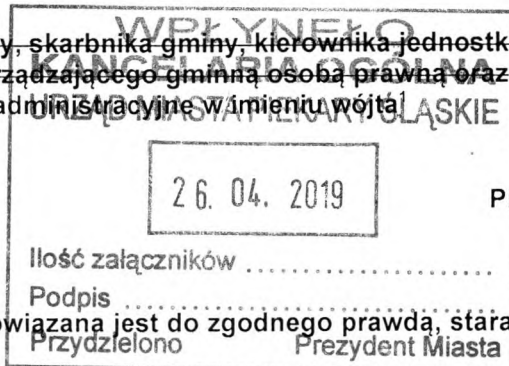 WPŁYNĘŁO
y, skarbnika gminy, kierownika jednostk
KANCELARIA OGÓLNA
rządzającego gminną osobą prawną oraz
URZĄD MIASTA PIEKARY ŚLĄSKIE
administracyjne w imieniu wójta¹
26. 04. 2019
P
Ilość załączników
Podpis
owiązana jest do zgodnego prawdą, stara
Przydzielono Prezydent Miasta